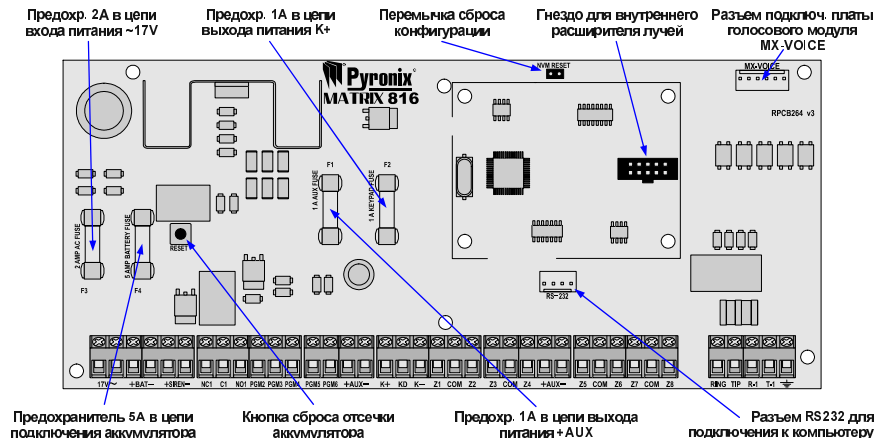 Предохр. 2А в цепи
входа питания ~17V
Предохр. 1А в цепи
выхода питания K+
Перемычка сброса
конфигурации
Гнездо для внутреннего
расширителя лучей
Разъем подключ. платы
голосового модуля
MX-VOICE
NVM RESET
MX-VOICE
Pyronix
MATRIX 816
RPCB264 v3
F1
F2
1 A AUX FUSE
1 A KEYPAD FUSE
2 AMP AC FUSE
5 AMP BATTERY FUSE
RESET
F3
F4
RS-232
17V~ +BAT− +SIREN− NC1 C1 NO1 PGM2 PGM3 PGM4 PGM5 PGM6 +AUX− K+ KD K− Z1 COM Z2 Z3 COM Z4 +AUX− Z5 COM Z6 Z7 COM Z8 RING TIP R-1 T-1
Предохранитель 5А в цепи
подключения аккумулятора
Кнопка сброса отсечки
аккумулятора
Предохр. 1А в цепи выхода
питания +AUX
Разъем RS232 для
подключения к компьютеру